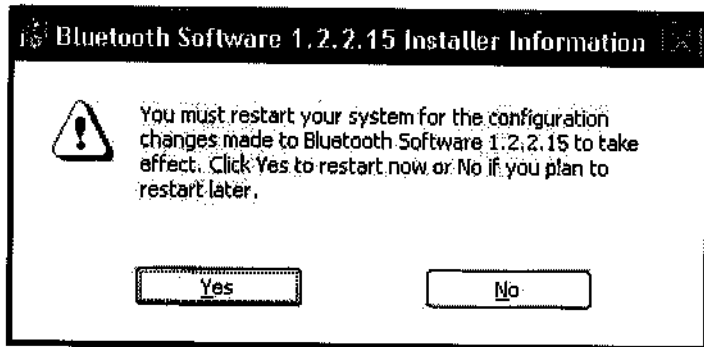 Bluetooth Software 1.2.2.15 Installer Information
You must restart your system for the configuration
changes made to Bluetooth Software 1.2.2.15 to take
effect. Click Yes to restart now or No if you plan to
restart later.
Yes
No